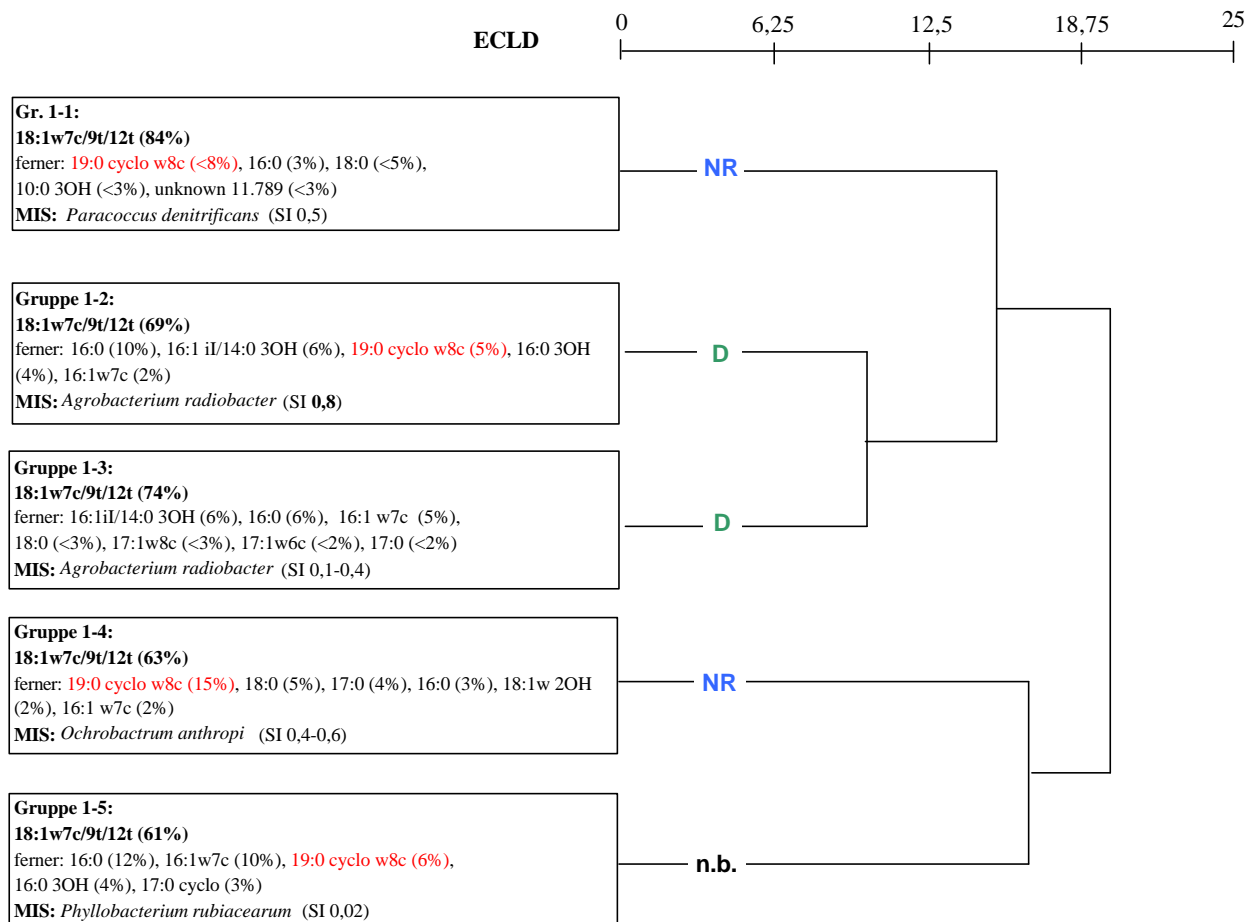 ECLD
0 6,25 12,5 18,75 25
Gr. 1-1:
18:1w7c/9t/12t (84%)
ferner: 19:0 cyclo w8c (<8%), 16:0 (3%), 18:0 (<5%),
10:0 3OH (<3%), unknown 11.789 (<3%)
MIS: Paracoccus denitrificans (SI 0,5)
NR
Gruppe 1-2:
18:1w7c/9t/12t (69%)
ferner: 16:0 (10%), 16:1 iI/14:0 3OH (6%), 19:0 cyclo w8c (5%), 16:0 3OH
(4%), 16:1w7c (2%)
MIS: Agrobacterium radiobacter (SI 0,8)
D
Gruppe 1-3:
18:1w7c/9t/12t (74%)
ferner: 16:1iI/14:0 3OH (6%), 16:0 (6%), 16:1 w7c (5%),
18:0 (<3%), 17:1w8c (<3%), 17:1w6c (<2%), 17:0 (<2%)
MIS: Agrobacterium radiobacter (SI 0,1-0,4)
D
Gruppe 1-4:
18:1w7c/9t/12t (63%)
ferner: 19:0 cyclo w8c (15%), 18:0 (5%), 17:0 (4%), 16:0 (3%), 18:1w 2OH
(2%), 16:1 w7c (2%)
MIS: Ochrobactrum anthropi (SI 0,4-0,6)
NR
Gruppe 1-5:
18:1w7c/9t/12t (61%)
ferner: 16:0 (12%), 16:1w7c (10%), 19:0 cyclo w8c (6%),
16:0 3OH (4%), 17:0 cyclo (3%)
MIS: Phyllobacterium rubiacearum (SI 0,02)
n.b.